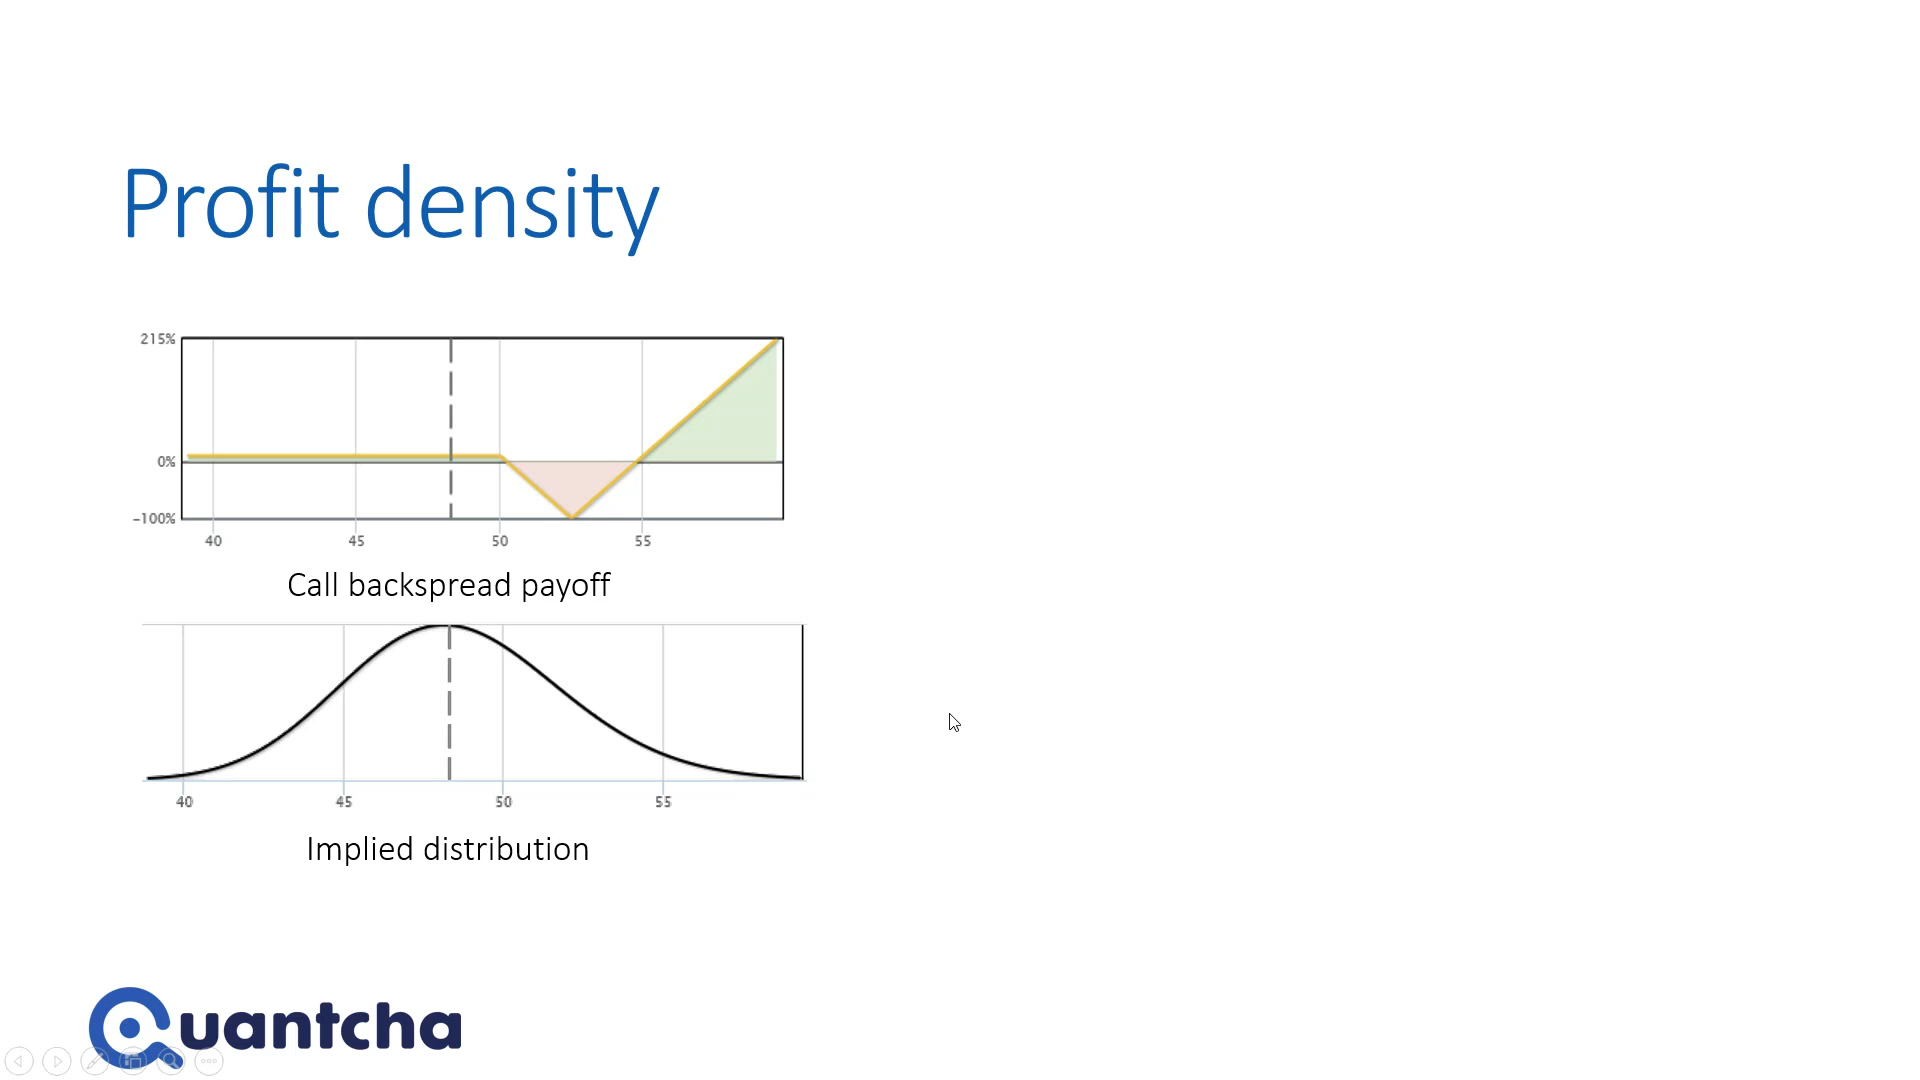 Profit density
215%
0%
-100%
40 45 50 55
Call backspread payoff
40 45 50 55
Implied distribution
Quantcha